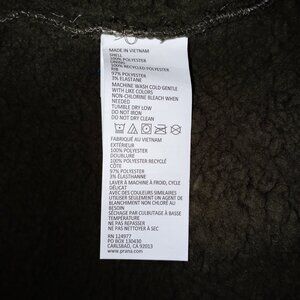 MADE IN VIETNAM
SHELL
100% POLYESTER
LINING
100% RECYCLED POLYESTER
RIB
97% POLYESTER
3% ELASTANE
MACHINE WASH COLD GENTLE
WITH LIKE COLORS
NON-CHLORINE BLEACH WHEN
NEEDED
TUMBLE DRY LOW
DO NOT IRON
DO NOT DRY CLEAN
FABRIQUÉ AU VIETNAM
EXTÉRIEUR
100% POLYESTER
DOUBLURE
100% POLYESTER RECYCLÉ
CÔTE
97% POLYESTER
3% ÉLASTHANNE
LAVER À MACHINE À FROID, CYCLE
DÉLICAT
AVEC DES COULEURS SIMILAIRES
UTILISER SEULEMENT UN AGENT DE
BLANCHIMENT NON CHLORÉ AU
BESOIN
SÉCHAGE PAR CULBUTAGE À BASSE
TEMPÉRATURE
NE PAS REPASSER
NE PAS NETTOYER À SEC
RN 124977
PO BOX 130430
CARLSBAD, CA 92013
www.prana.com